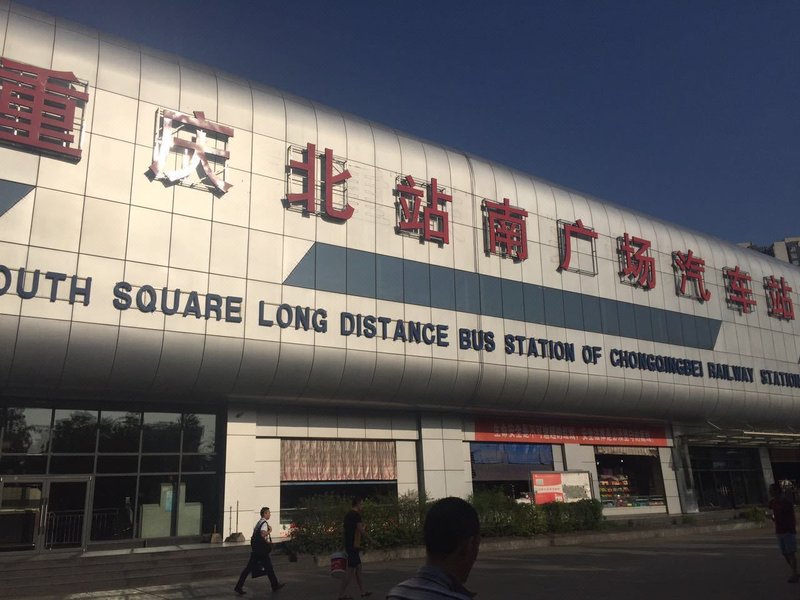 重庆北站南广场汽车站
OUTH SQUARE LONG DISTANCE BUS STATION OF CHONGQINGBEI RAILWAY STATION